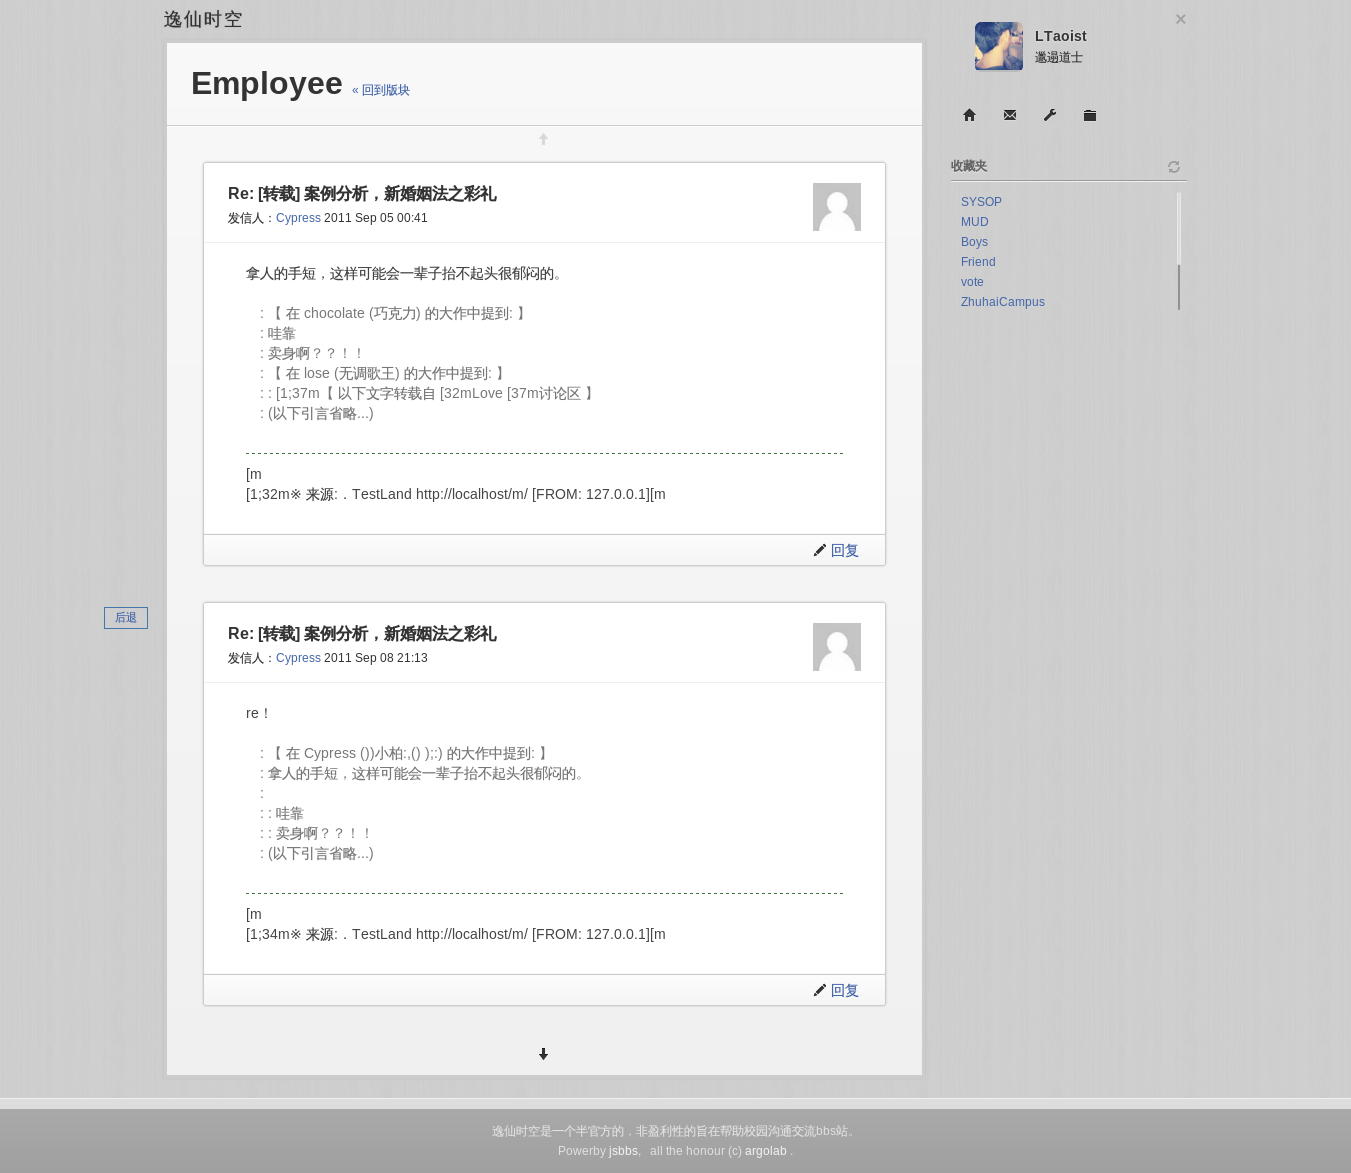 逸仙时空
×
LTaoist
邋遢道士
Employee « 回到版块
收藏夹
SYSOP
MUD
Boys
Friend
vote
ZhuhaiCampus
Re: [转载] 案例分析，新婚姻法之彩礼
发信人：Cypress 2011 Sep 05 00:41
拿人的手短，这样可能会一辈子抬不起头很郁闷的。
: 【 在 chocolate (巧克力) 的大作中提到: 】
: 哇靠
: 卖身啊？？！！
: 【 在 lose (无调歌王) 的大作中提到: 】
: : [1;37m【 以下文字转载自 [32mLove [37m讨论区 】
: (以下引言省略...)
[m
[1;32m※ 来源:．TestLand http://localhost/m/ [FROM: 127.0.0.1][m
回复
后退
Re: [转载] 案例分析，新婚姻法之彩礼
发信人：Cypress 2011 Sep 08 21:13
re！
: 【 在 Cypress ())小柏:,() );:) 的大作中提到: 】
: 拿人的手短，这样可能会一辈子抬不起头很郁闷的。
:
: : 哇靠
: : 卖身啊？？！！
: (以下引言省略...)
[m
[1;34m※ 来源:．TestLand http://localhost/m/ [FROM: 127.0.0.1][m
回复
逸仙时空是一个半官方的，非盈利性的旨在帮助校园沟通交流bbs站。
Powerby jsbbs, all the honour (c) argolab .